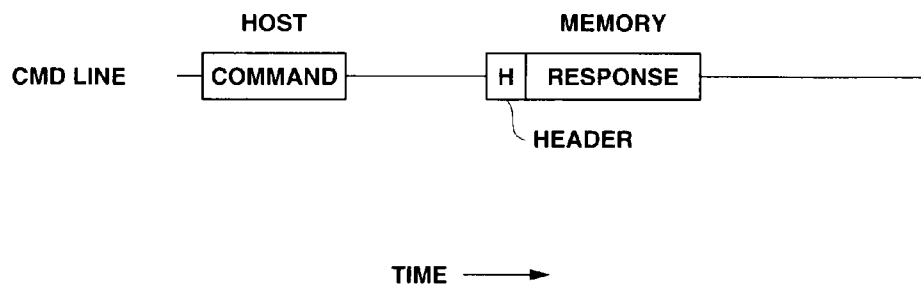 HOST MEMORY
CMD LINE COMMAND H RESPONSE
HEADER
TIME